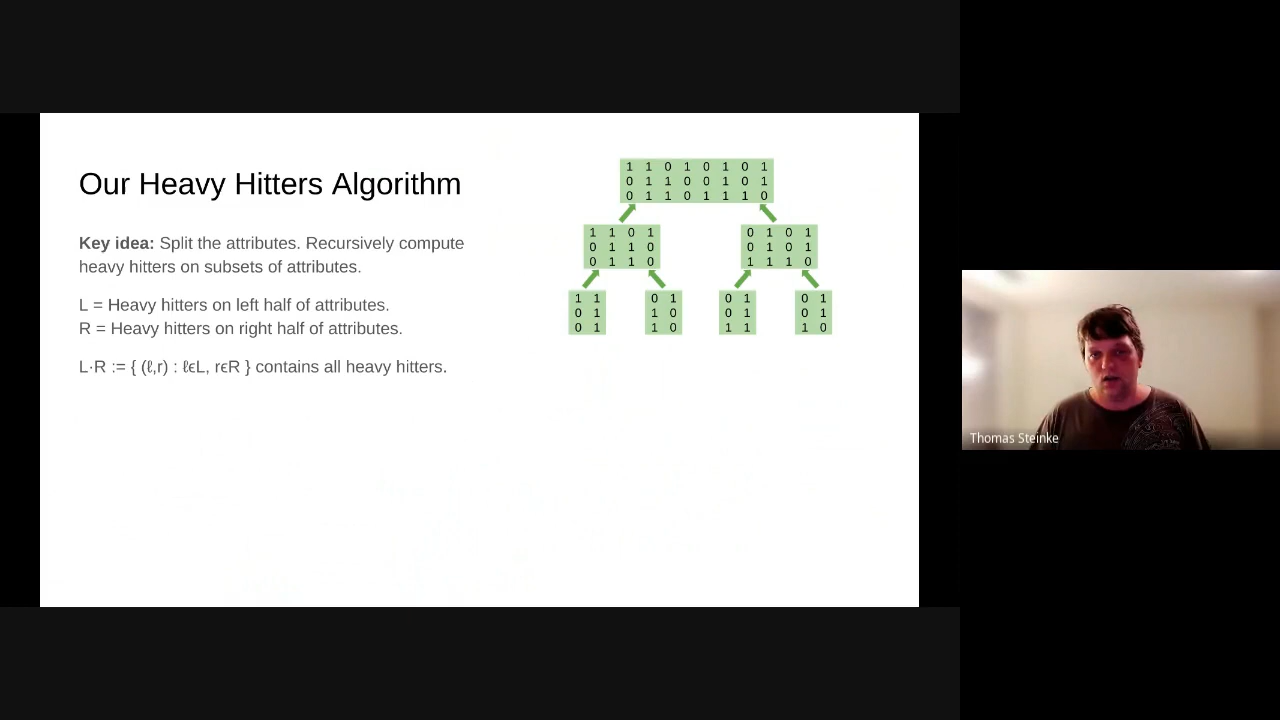 Our Heavy Hitters Algorithm
Key idea: Split the attributes. Recursively compute
heavy hitters on subsets of attributes.
L = Heavy hitters on left half of attributes.
R = Heavy hitters on right half of attributes.
L·R := { (ℓ,r) : ℓϵL, rϵR } contains all heavy hitters.
1 1 0 1 0 1 0 1
0 1 1 0 0 1 0 1
0 1 1 0 1 1 1 0
1 1 0 1
0 1 1 0
0 1 1 0
0 1 0 1
0 1 0 1
1 1 1 0
1 1
0 1
0 1
0 1
1 0
1 0
0 1
0 1
1 1
0 1
0 1
1 0
Thomas Steinke